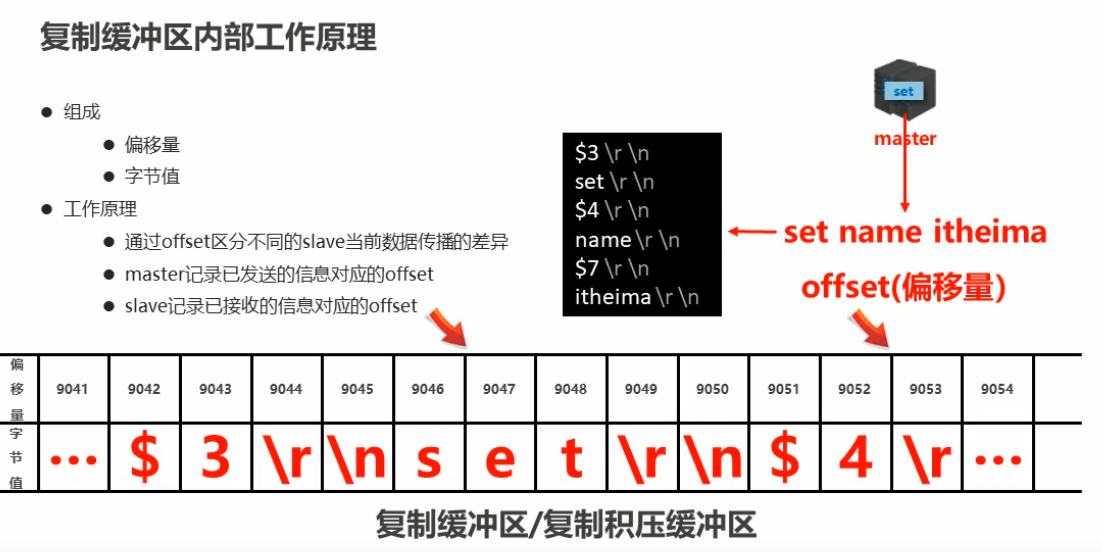 复制缓冲区内部工作原理
● 组成
● 偏移量
● 字节值
● 工作原理
● 通过offset区分不同的slave当前数据传播的差异
● master记录已发送的信息对应的offset
● slave记录已接收的信息对应的offset
$3 \r \n
set \r \n
$4 \r \n
name \r \n
$7 \r \n
itheima \r \n
set
master
set name itheima
offset(偏移量)
偏移量 9041 9042 9043 9044 9045 9046 9047 9048 9049 9050 9051 9052 9053 9054
字节值 … $ 3 \r \n s e t \r \n $ 4 \r …
复制缓冲区/复制积压缓冲区